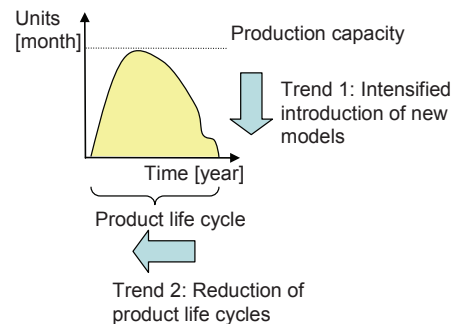 Units
[month]
Production capacity
Trend 1: Intensified
introduction of new
models
Time [year]
Product life cycle
Trend 2: Reduction of
product life cycles